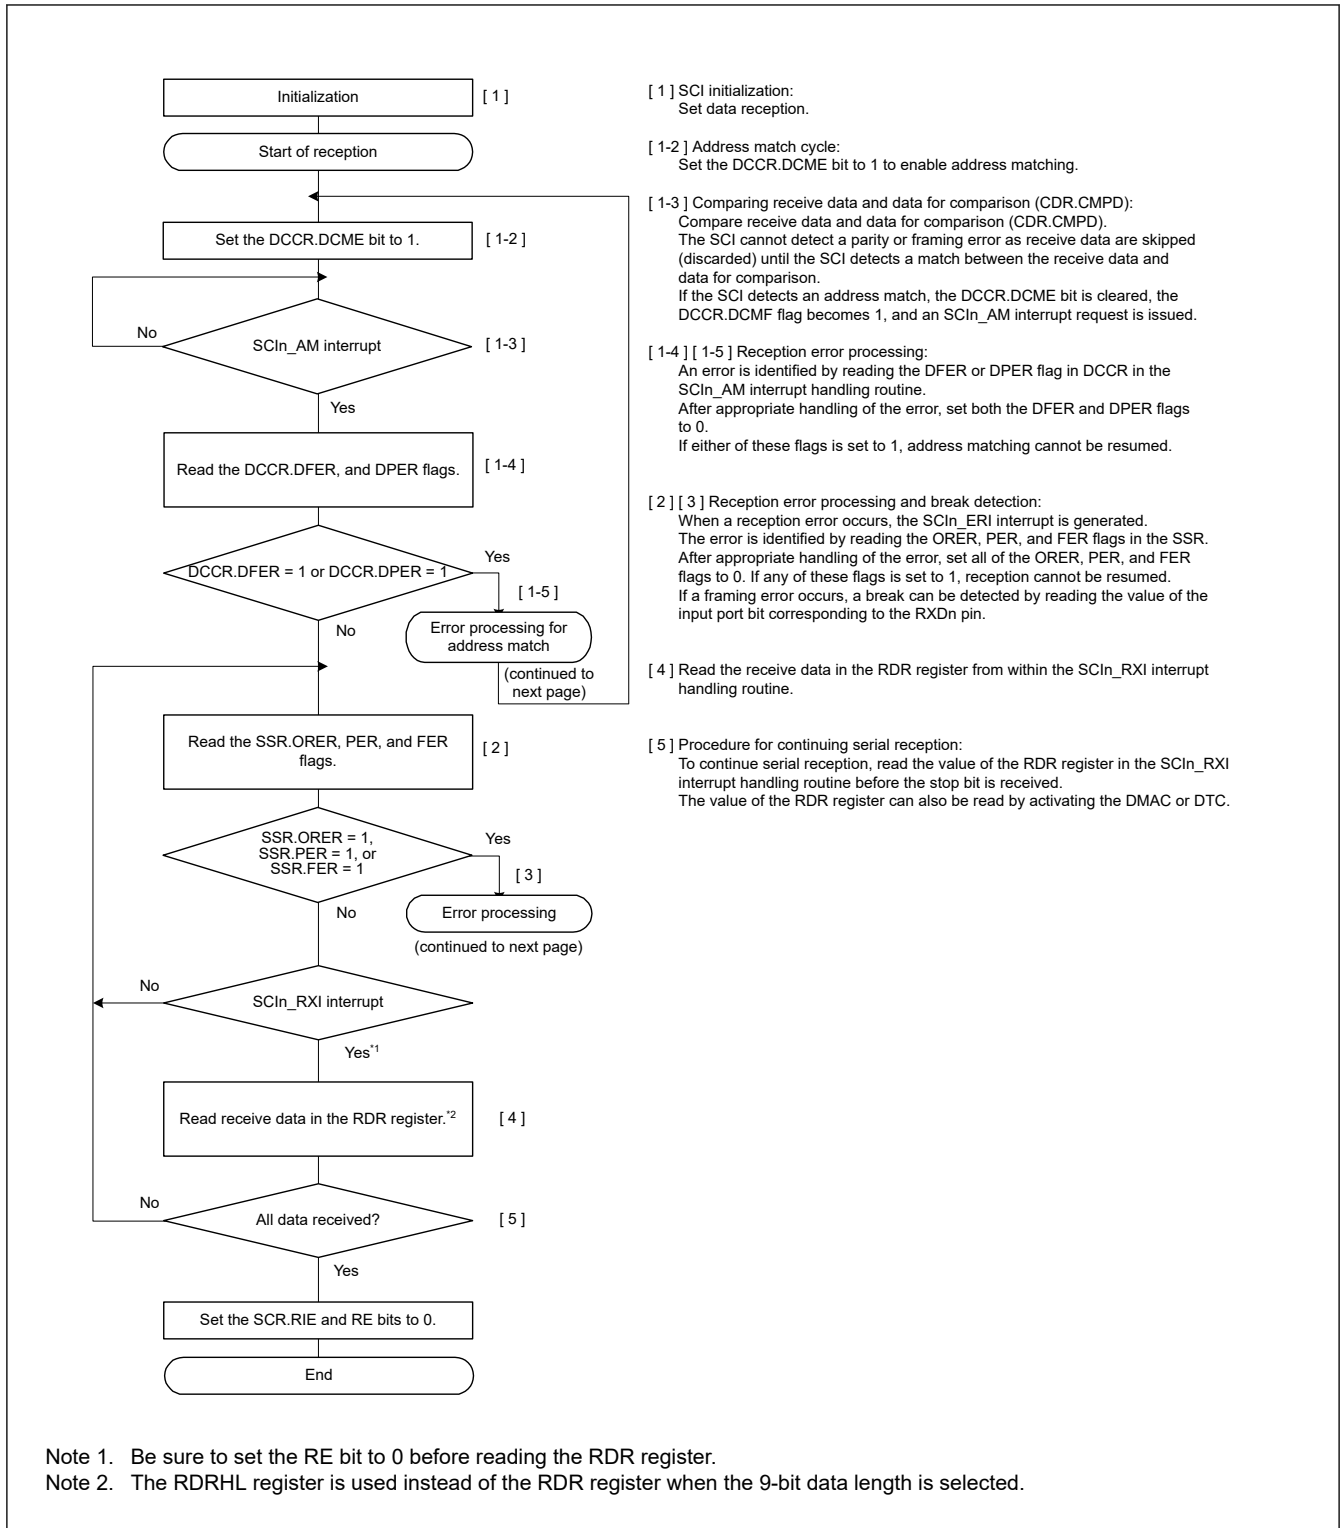 Initialization
[ 1 ]
Start of reception
Set the DCCR.DCME bit to 1.
[ 1-2 ]
No
SCIn_AM interrupt
[ 1-3 ]
Yes
Read the DCCR.DFER, and DPER flags.
[ 1-4 ]
DCCR.DFER = 1 or DCCR.DPER = 1
Yes
[ 1-5 ]
No
Error processing for
address match
(continued to
next page)
Read the SSR.ORER, PER, and FER
flags.
[ 2 ]
SSR.ORER = 1,
SSR.PER = 1, or
SSR.FER = 1
Yes
[ 3 ]
No
Error processing
(continued to next page)
No
SCIn_RXI interrupt
Yes*1
Read receive data in the RDR register.*2
[ 4 ]
No
All data received?
[ 5 ]
Yes
Set the SCR.RIE and RE bits to 0.
End
[ 1 ] SCI initialization:
Set data reception.
[ 1-2 ] Address match cycle:
Set the DCCR.DCME bit to 1 to enable address matching.
[ 1-3 ] Comparing receive data and data for comparison (CDR.CMPD):
Compare receive data and data for comparison (CDR.CMPD).
The SCI cannot detect a parity or framing error as receive data are skipped
(discarded) until the SCI detects a match between the receive data and
data for comparison.
If the SCI detects an address match, the DCCR.DCME bit is cleared, the
DCCR.DCMF flag becomes 1, and an SCIn_AM interrupt request is issued.
[ 1-4 ] [ 1-5 ] Reception error processing:
An error is identified by reading the DFER or DPER flag in DCCR in the
SCIn_AM interrupt handling routine.
After appropriate handling of the error, set both the DFER and DPER flags
to 0.
If either of these flags is set to 1, address matching cannot be resumed.
[ 2 ] [ 3 ] Reception error processing and break detection:
When a reception error occurs, the SCIn_ERI interrupt is generated.
The error is identified by reading the ORER, PER, and FER flags in the SSR.
After appropriate handling of the error, set all of the ORER, PER, and FER
flags to 0. If any of these flags is set to 1, reception cannot be resumed.
If a framing error occurs, a break can be detected by reading the value of the
input port bit corresponding to the RXDn pin.
[ 4 ] Read the receive data in the RDR register from within the SCIn_RXI interrupt
handling routine.
[ 5 ] Procedure for continuing serial reception:
To continue serial reception, read the value of the RDR register in the SCIn_RXI
interrupt handling routine before the stop bit is received.
The value of the RDR register can also be read by activating the DMAC or DTC.
Note 1. Be sure to set the RE bit to 0 before reading the RDR register.
Note 2. The RDRHL register is used instead of the RDR register when the 9-bit data length is selected.